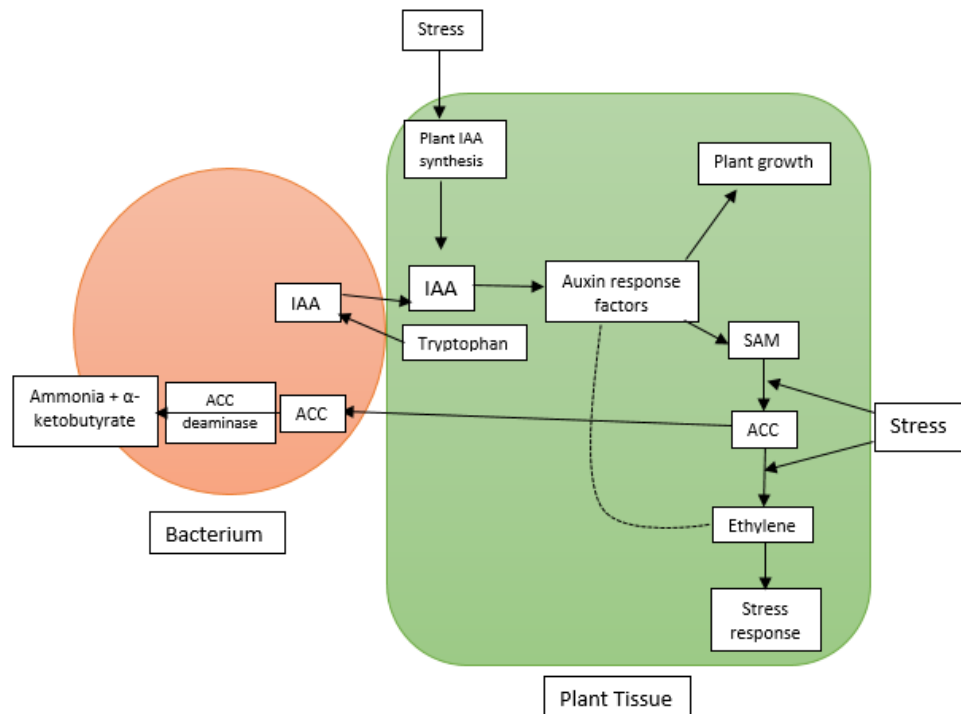 Stress
Plant IAA
synthesis
Plant growth
IAA
IAA
Auxin response
factors
Tryptophan
SAM
Ammonia + α-
ketobutyrate
ACC
deaminase
ACC
ACC
Stress
Bacterium
Ethylene
Stress
response
Plant Tissue